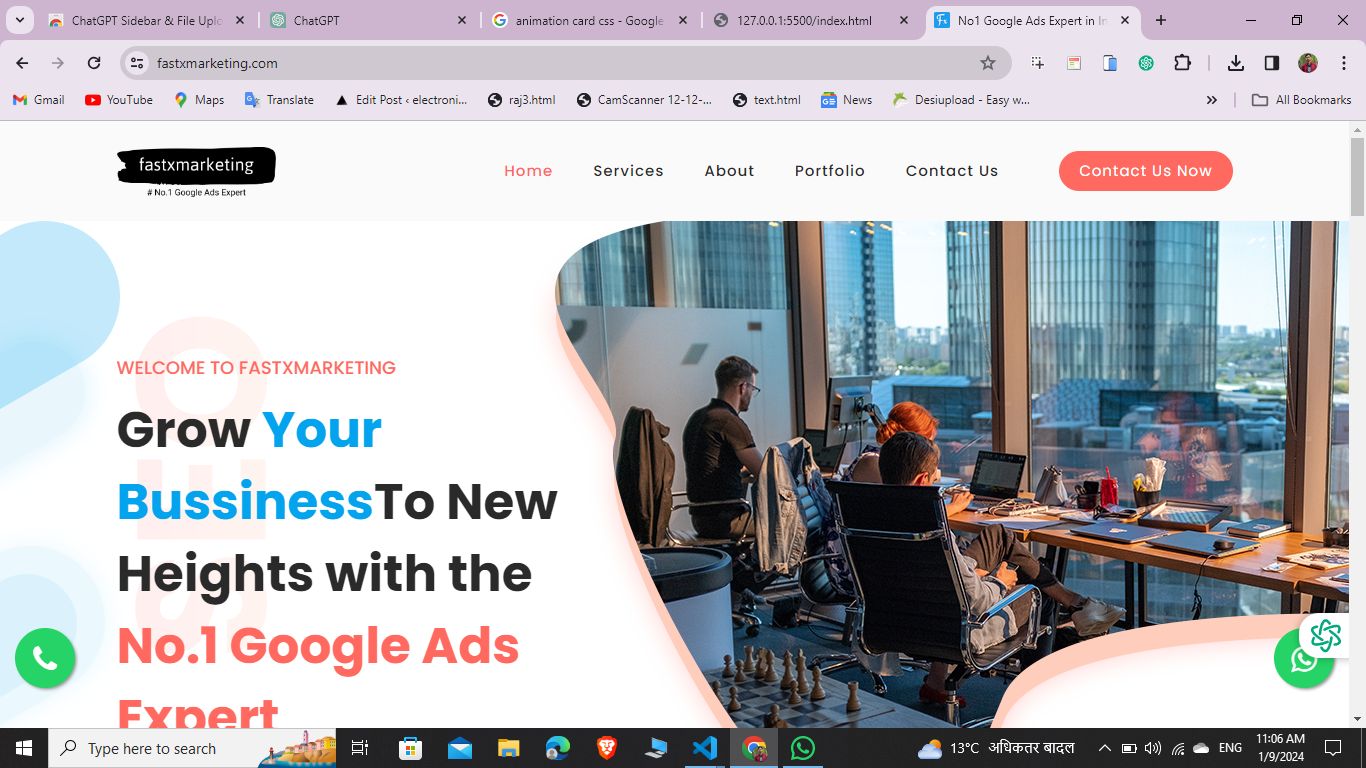 ChatGPT Sidebar & File Uplo
ChatGPT
animation card css - Google
127.0.0.1:5500/index.html
No1 Google Ads Expert in In
fastxmarketing.com
Gmail
YouTube
Maps
Translate
Edit Post ‹ electroni...
raj3.html
CamScanner 12-12-...
text.html
News
Desiupload - Easy w...
All Bookmarks
fastxmarketing
# No.1 Google Ads Expert
Home
Services
About
Portfolio
Contact Us
Contact Us Now
SEO
WELCOME TO FASTXMARKETING
Grow Your
BussinessTo New
Heights with the
No.1 Google Ads
Expert
Type here to search
13°C अधिकतर बादल
ENG
11:06 AM
1/9/2024